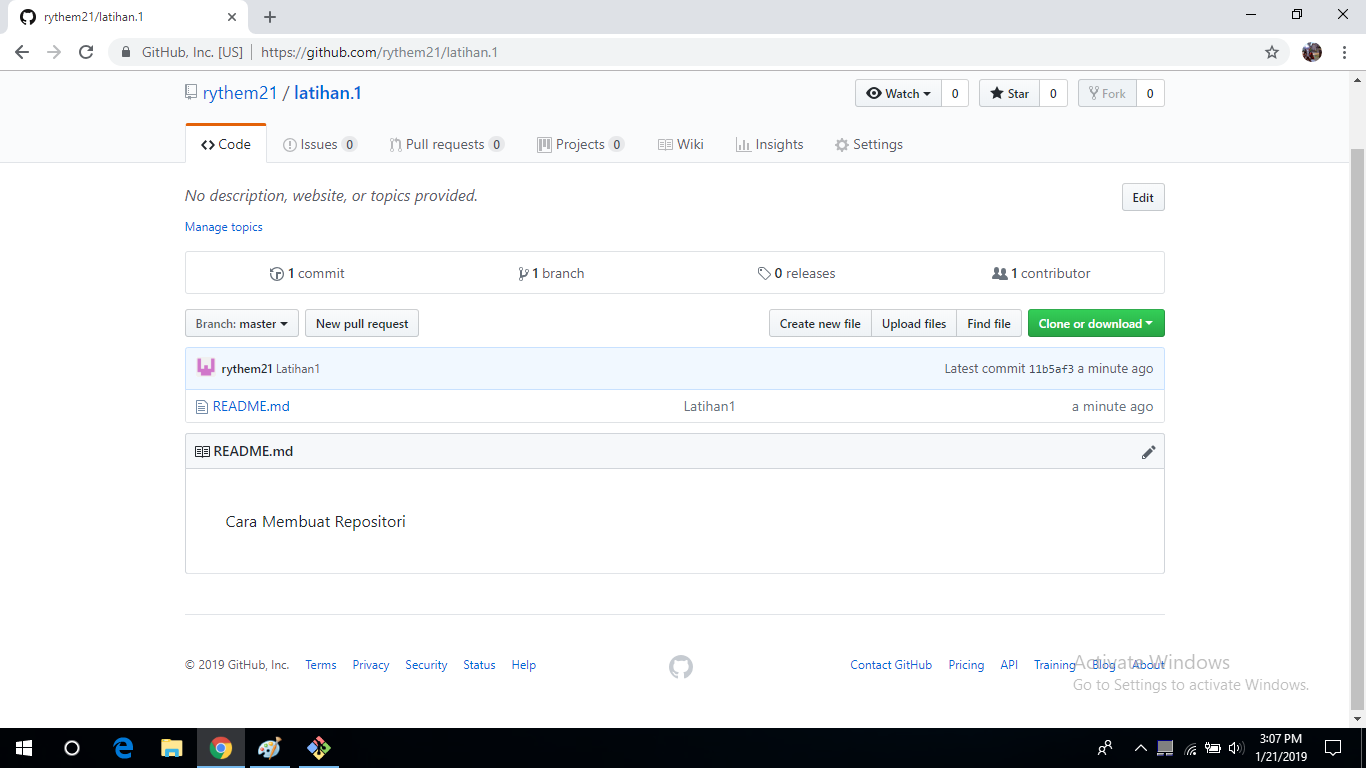 rythem21/latihan.1
GitHub, Inc. [US] https://github.com/rythem21/latihan.1
rythem21 / latihan.1 Watch 0 Star 0 Fork 0
Code Issues 0 Pull requests 0 Projects 0 Wiki Insights Settings
No description, website, or topics provided. Edit
Manage topics
1 commit 1 branch 0 releases 1 contributor
Branch: master New pull request Create new file Upload files Find file Clone or download
rythem21 Latihan1 Latest commit 11b5af3 a minute ago
README.md Latihan1 a minute ago
README.md
Cara Membuat Repositori
© 2019 GitHub, Inc. Terms Privacy Security Status Help Contact GitHub Pricing API Training Blog About
Activate Windows
Go to Settings to activate Windows.
3:07 PM
1/21/2019